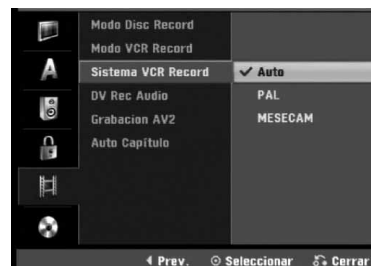 Modo Disc Record
Modo VCR Record
Sistema VCR Record
✓ Auto
DV Rec Audio
PAL
Grabacion AV2
MESECAM
Auto Capítulo
A
Prev.
Seleccionar
Cerrar